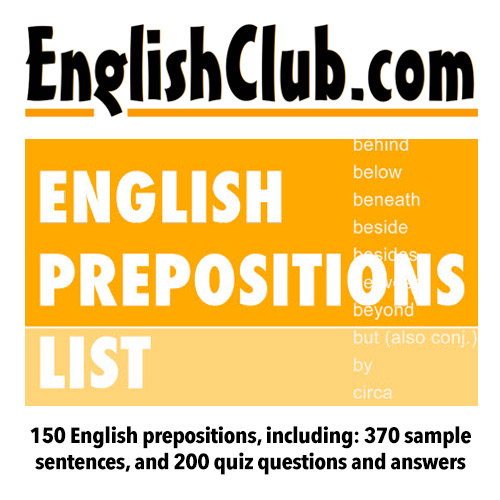 EnglishClub.com
ENGLISH
PREPOSITIONS
LIST
behind
below
beneath
beside
besides
beyond
but (also conj.)
by
circa
150 English prepositions, including: 370 sample
sentences, and 200 quiz questions and answers